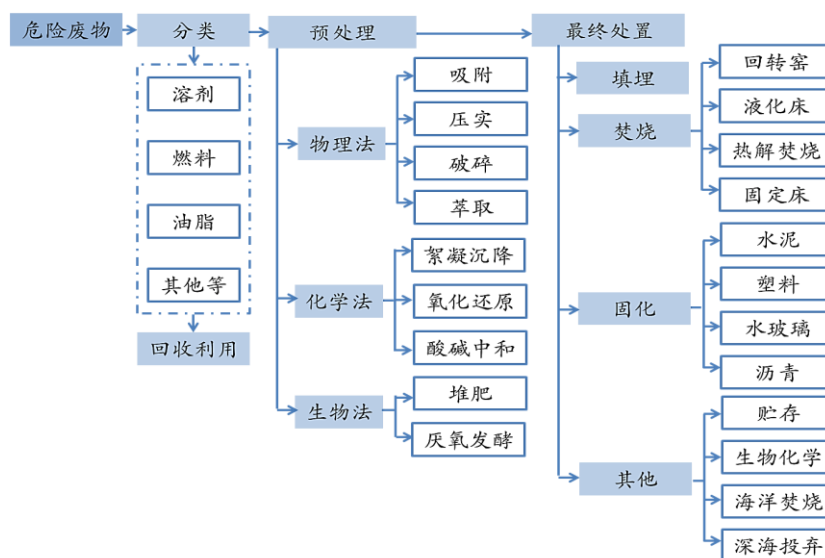 危险废物
分类
预处理
最终处置
溶剂
燃料
油脂
其他等
回收利用
物理法
吸附
压实
破碎
萃取
化学法
絮凝沉降
氧化还原
酸碱中和
生物法
堆肥
厌氧发酵
填埋
焚烧
回转窑
液化床
热解焚烧
固定床
固化
水泥
塑料
水玻璃
沥青
其他
贮存
生物化学
海洋焚烧
深海投弃